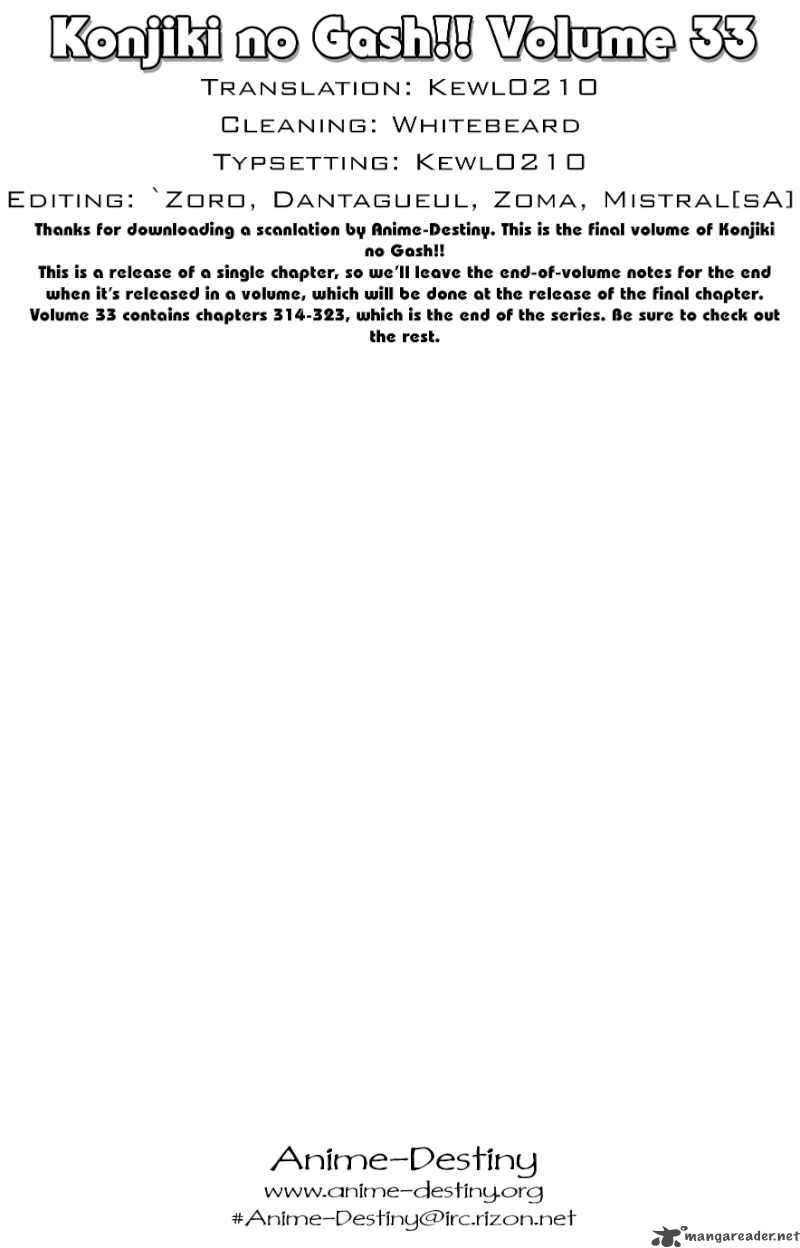 Konjiki no Gash!! Volume 33
Translation: Kewl0210
Cleaning: Whitebeard
Typsetting: Kewl0210
Editing: `Zoro, Dantagueul, Zoma, Mistral[sA]
Thanks for downloading a scanlation by Anime-Destiny. This is the final volume of Konjiki
no Gash!!
This is a release of a single chapter, so we'll leave the end-of-volume notes for the end
when it's released in a volume, which will be done at the release of the final chapter.
Volume 33 contains chapters 314-323, which is the end of the series. Be sure to check out
the rest.
Anime-Destiny
www.anime-destiny.org
#Anime-Destiny@irc.rizon.net
mangareader.net